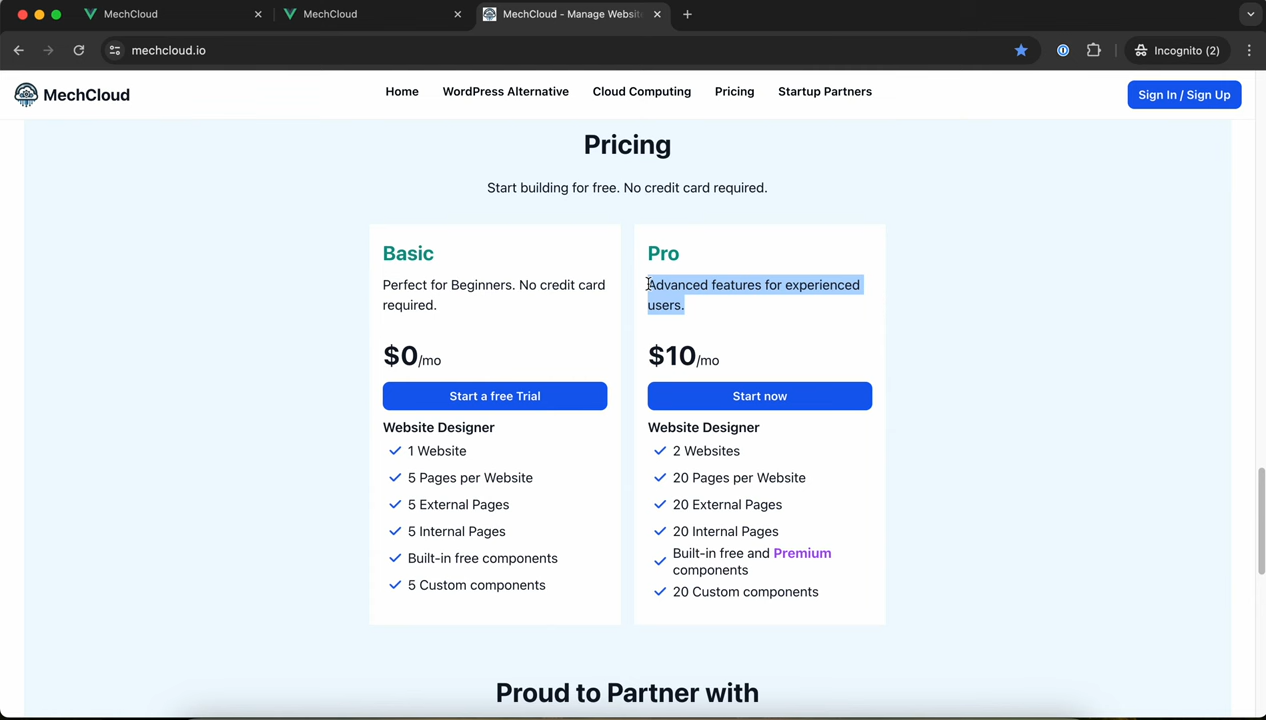 MechCloud
MechCloud
MechCloud - Manage Websit
mechcloud.io
Incognito (2)
MechCloud
Home
WordPress Alternative
Cloud Computing
Pricing
Startup Partners
Sign In / Sign Up
Pricing
Start building for free. No credit card required.
Basic
Perfect for Beginners. No credit card
required.
$0/mo
Start a free Trial
Website Designer
1 Website
5 Pages per Website
5 External Pages
5 Internal Pages
Built-in free components
5 Custom components
Pro
Advanced features for experienced
users.
$10/mo
Start now
Website Designer
2 Websites
20 Pages per Website
20 External Pages
20 Internal Pages
Built-in free and Premium
components
20 Custom components
Proud to Partner with